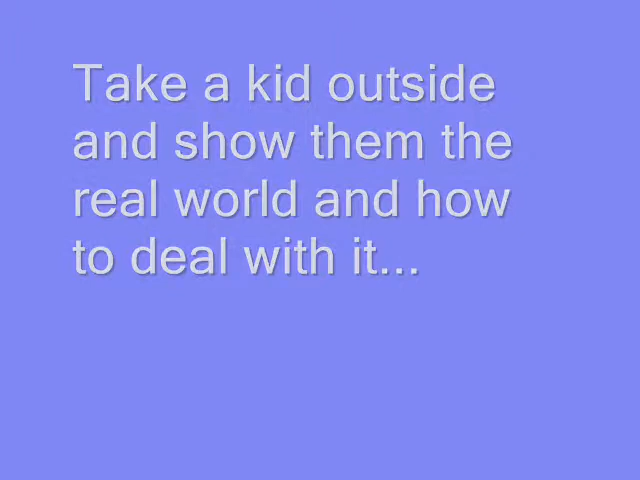 Take a kid outside
and show them the
real world and how
to deal with it...